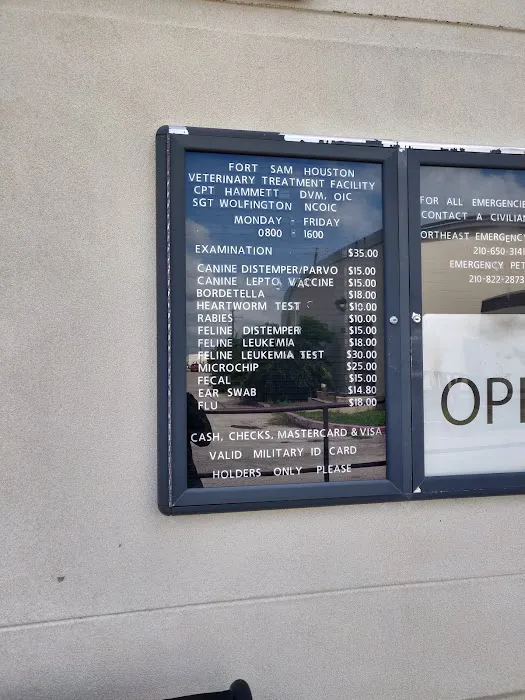 FORT SAM HOUSTON
VETERINARY TREATMENT FACILITY
CPT HAMMETT DVM, OIC
SGT WOLFINGTON NCOIC
MONDAY - FRIDAY
0800 - 1600
EXAMINATION $35.00
CANINE DISTEMPER/PARVO $15.00
CANINE LEPTO VACCINE $15.00
BORDETELLA $18.00
HEARTWORM TEST $10.00
RABIES $10.00
FELINE DISTEMPER $15.00
FELINE LEUKEMIA $18.00
FELINE LEUKEMIA TEST $30.00
MICROCHIP $25.00
FECAL $15.00
EAR SWAB $14.80
FLU $18.00
CASH, CHECKS, MASTERCARD & VISA
VALID MILITARY ID CARD
HOLDERS ONLY PLEASE
FOR ALL EMERGENCIE
CONTACT A CIVILIA
ORTHEAST EMERGENCY
210-650-3141
EMERGENCY PET
210-822-2873
OPE